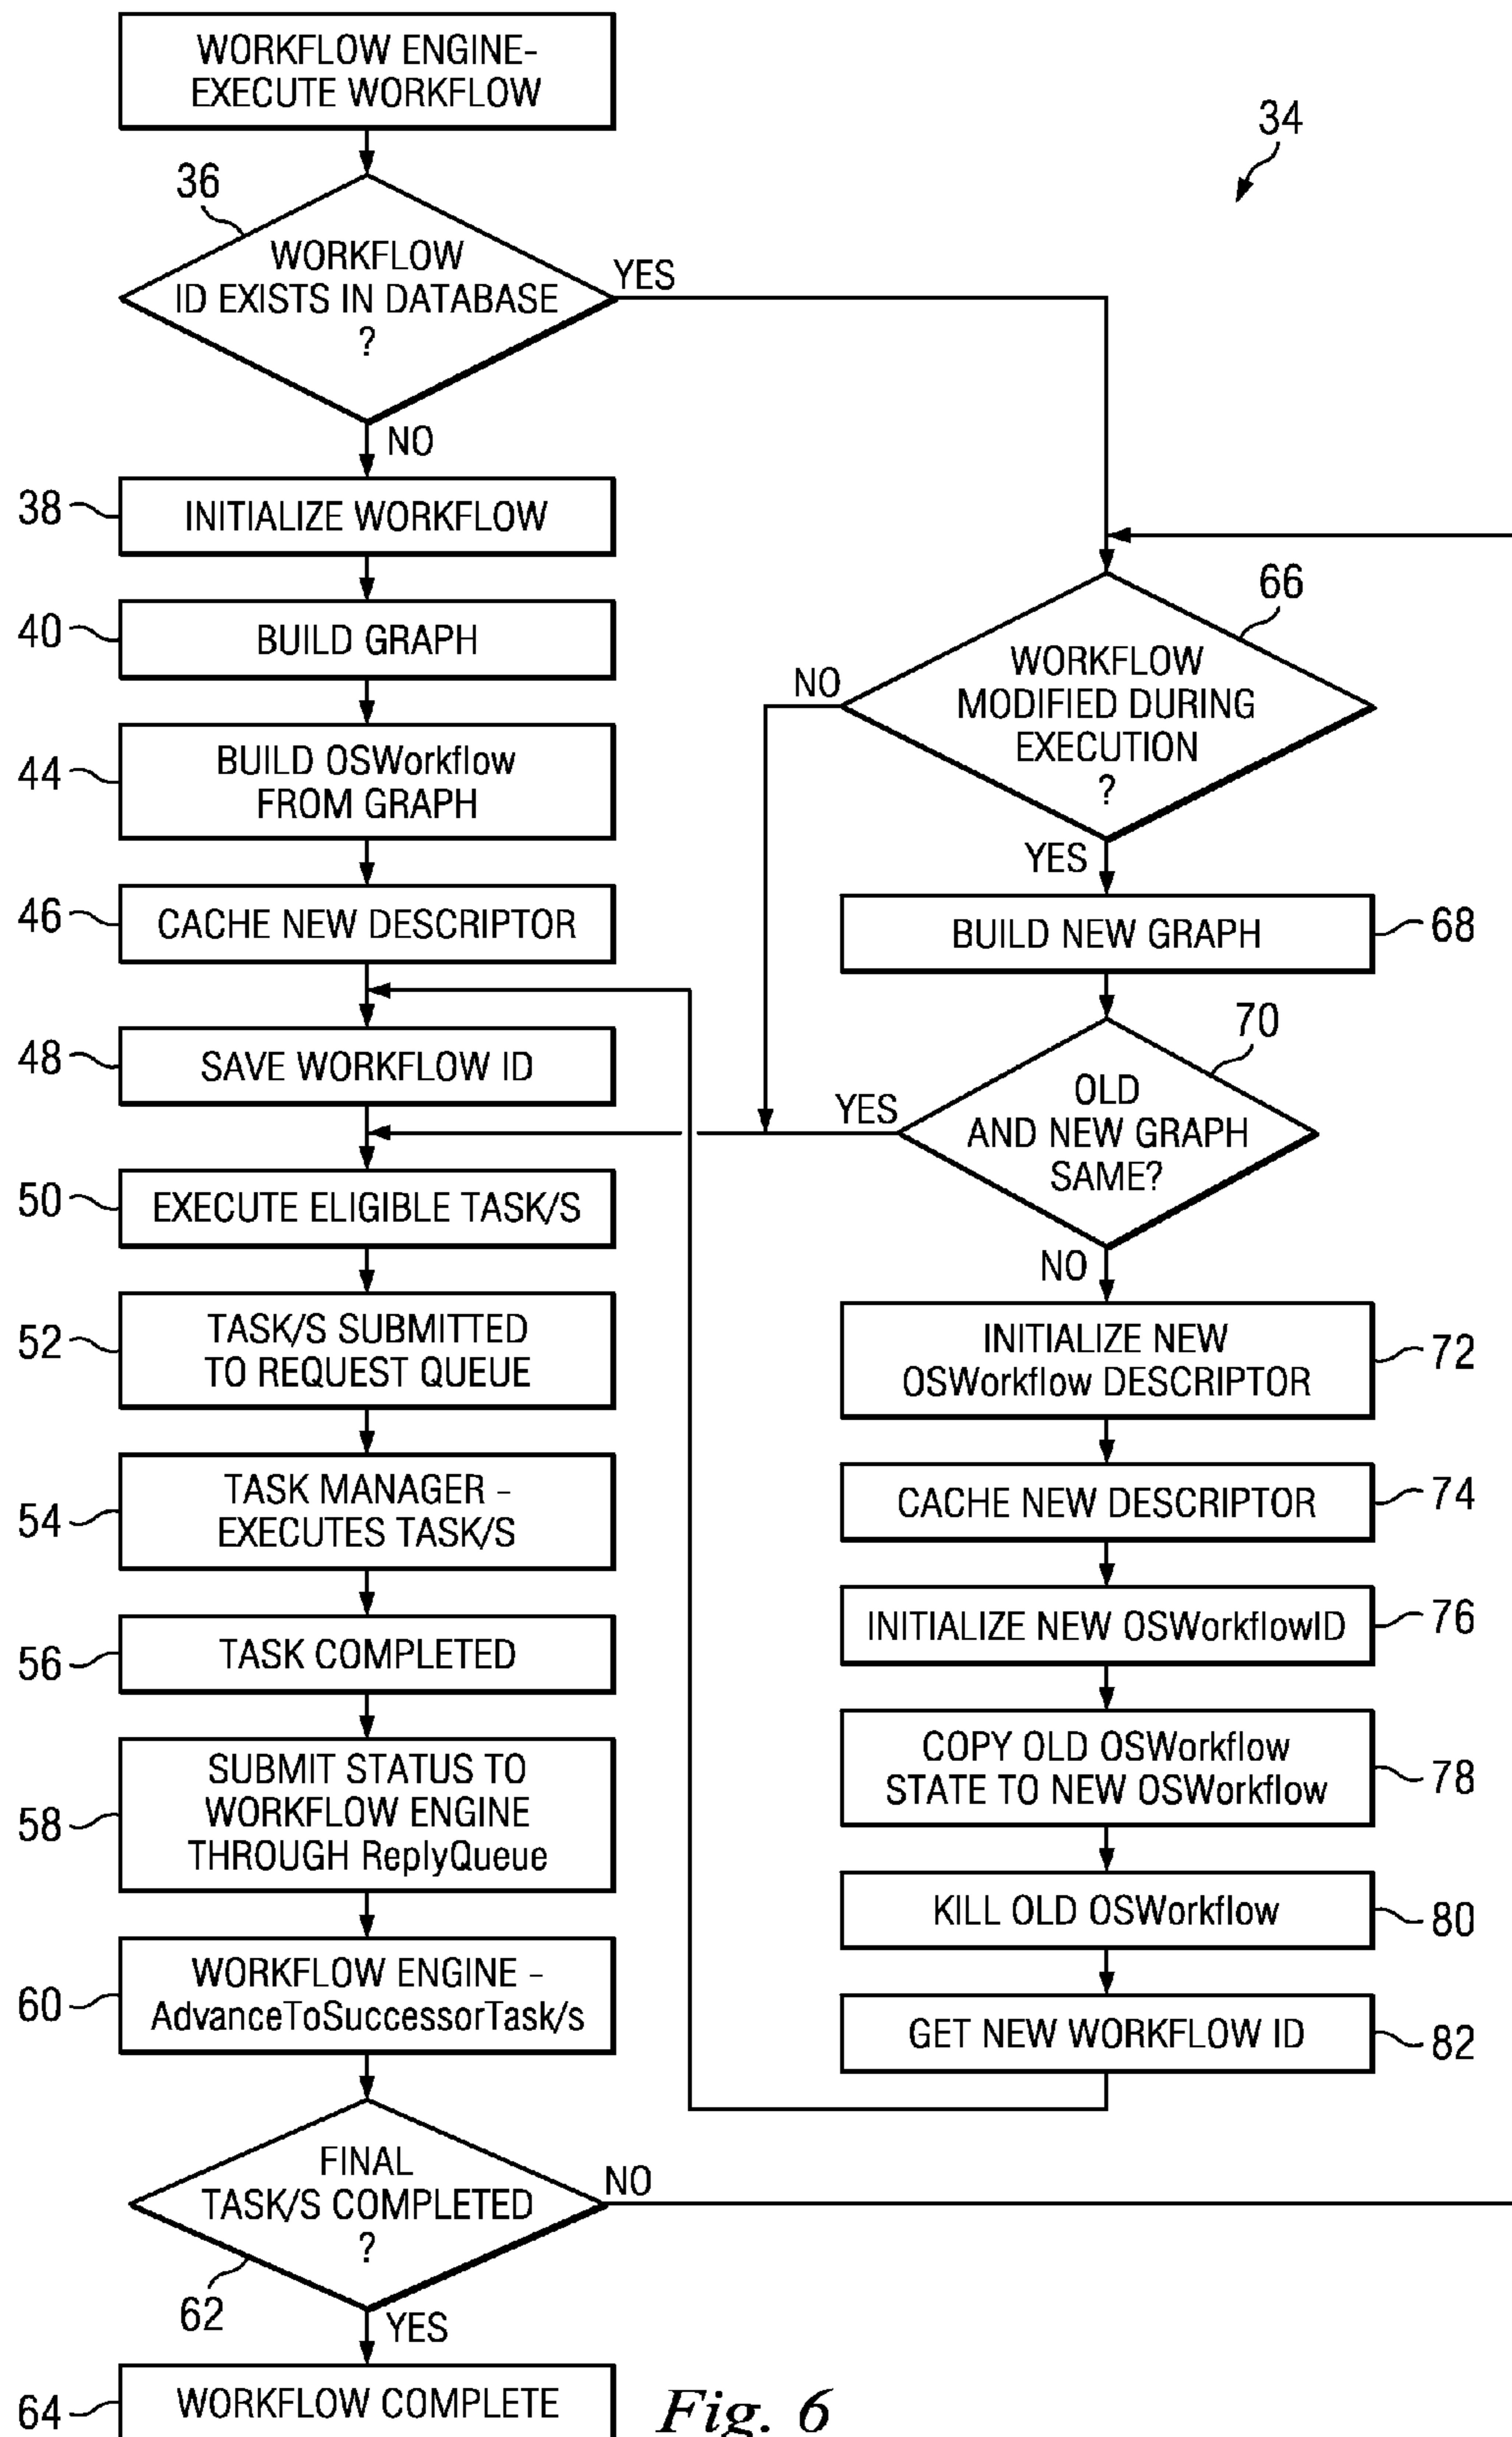 WORKFLOW ENGINE-
EXECUTE WORKFLOW
34
36
WORKFLOW
ID EXISTS IN DATABASE
?
YES
NO
38
INITIALIZE WORKFLOW
40
BUILD GRAPH
44
BUILD OSWorkflow
FROM GRAPH
46
CACHE NEW DESCRIPTOR
48
SAVE WORKFLOW ID
50
EXECUTE ELIGIBLE TASK/S
52
TASK/S SUBMITTED
TO REQUEST QUEUE
54
TASK MANAGER -
EXECUTES TASK/S
56
TASK COMPLETED
58
SUBMIT STATUS TO
WORKFLOW ENGINE
THROUGH ReplyQueue
60
WORKFLOW ENGINE -
AdvanceToSuccessorTask/s
FINAL
TASK/S COMPLETED
?
NO
62
YES
64
WORKFLOW COMPLETE
66
WORKFLOW
MODIFIED DURING
EXECUTION
?
NO
YES
BUILD NEW GRAPH
68
70
OLD
AND NEW GRAPH
SAME?
YES
NO
INITIALIZE NEW
OSWorkflow DESCRIPTOR
72
CACHE NEW DESCRIPTOR
74
INITIALIZE NEW OSWorkflowID
76
COPY OLD OSWorkflow
STATE TO NEW OSWorkflow
78
KILL OLD OSWorkflow
80
GET NEW WORKFLOW ID
82
Fig. 6